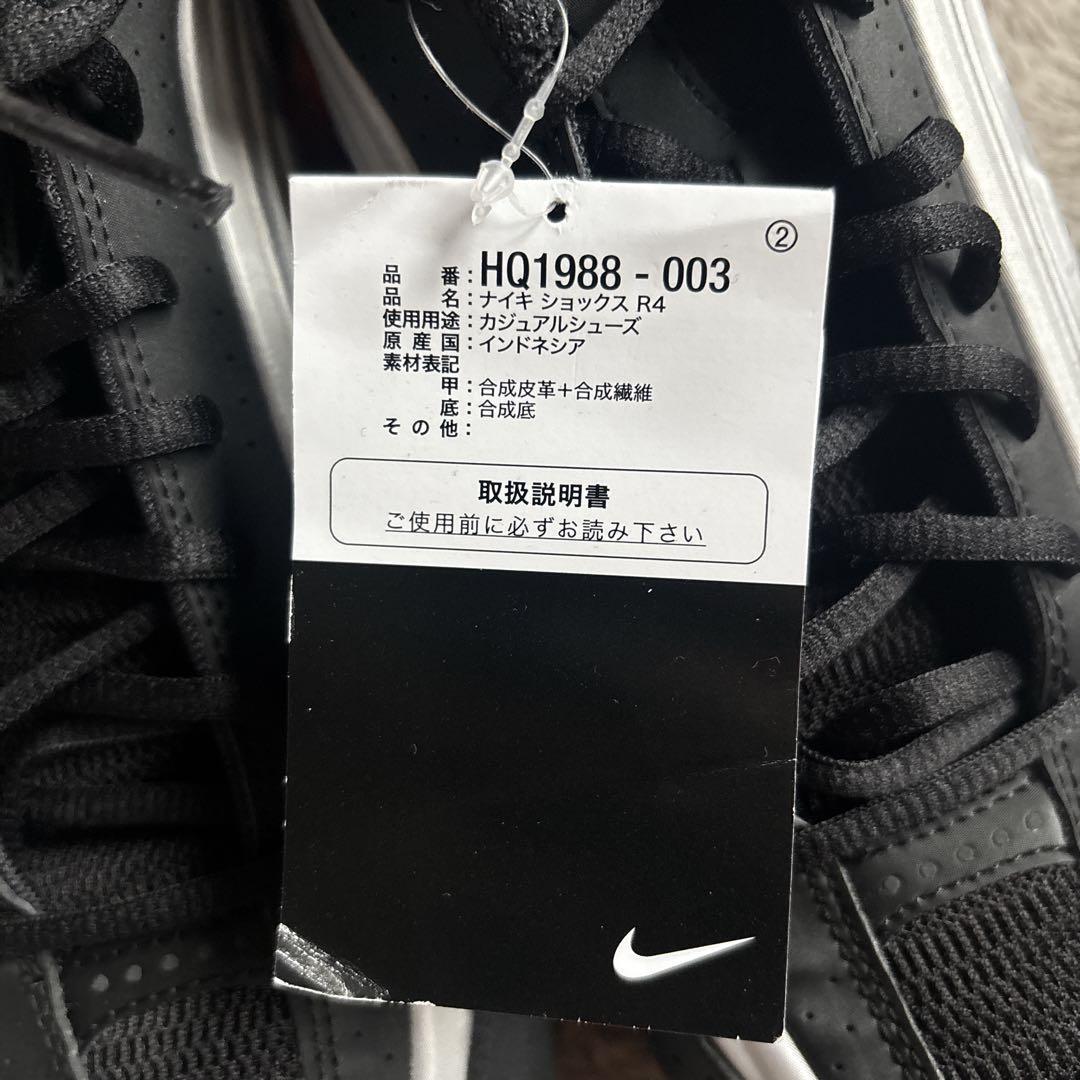 ②
品番：HQ1988 - 003
品名：ナイキ ショックス R4
使用用途：カジュアルシューズ
原産国：インドネシア
素材表記
甲：合成皮革＋合成繊維
底：合成底
その他：
取扱説明書
ご使用前に必ずお読み下さい